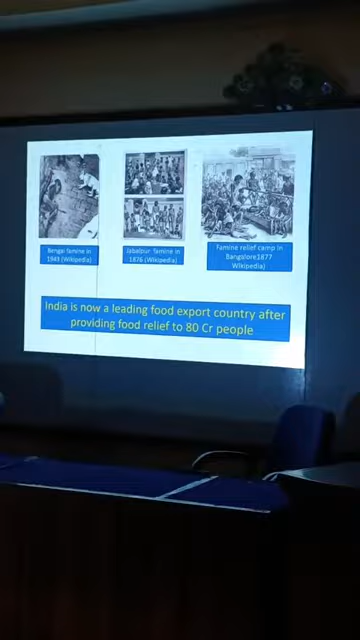 Bengal famine in
1943 (Wikipedia)
Jabalpur famine in
1876 (Wikipedia)
Famine relief camp in
Bangalore1877
Wikipedia)
India is now a leading food export country after
providing food relief to 80 Cr people